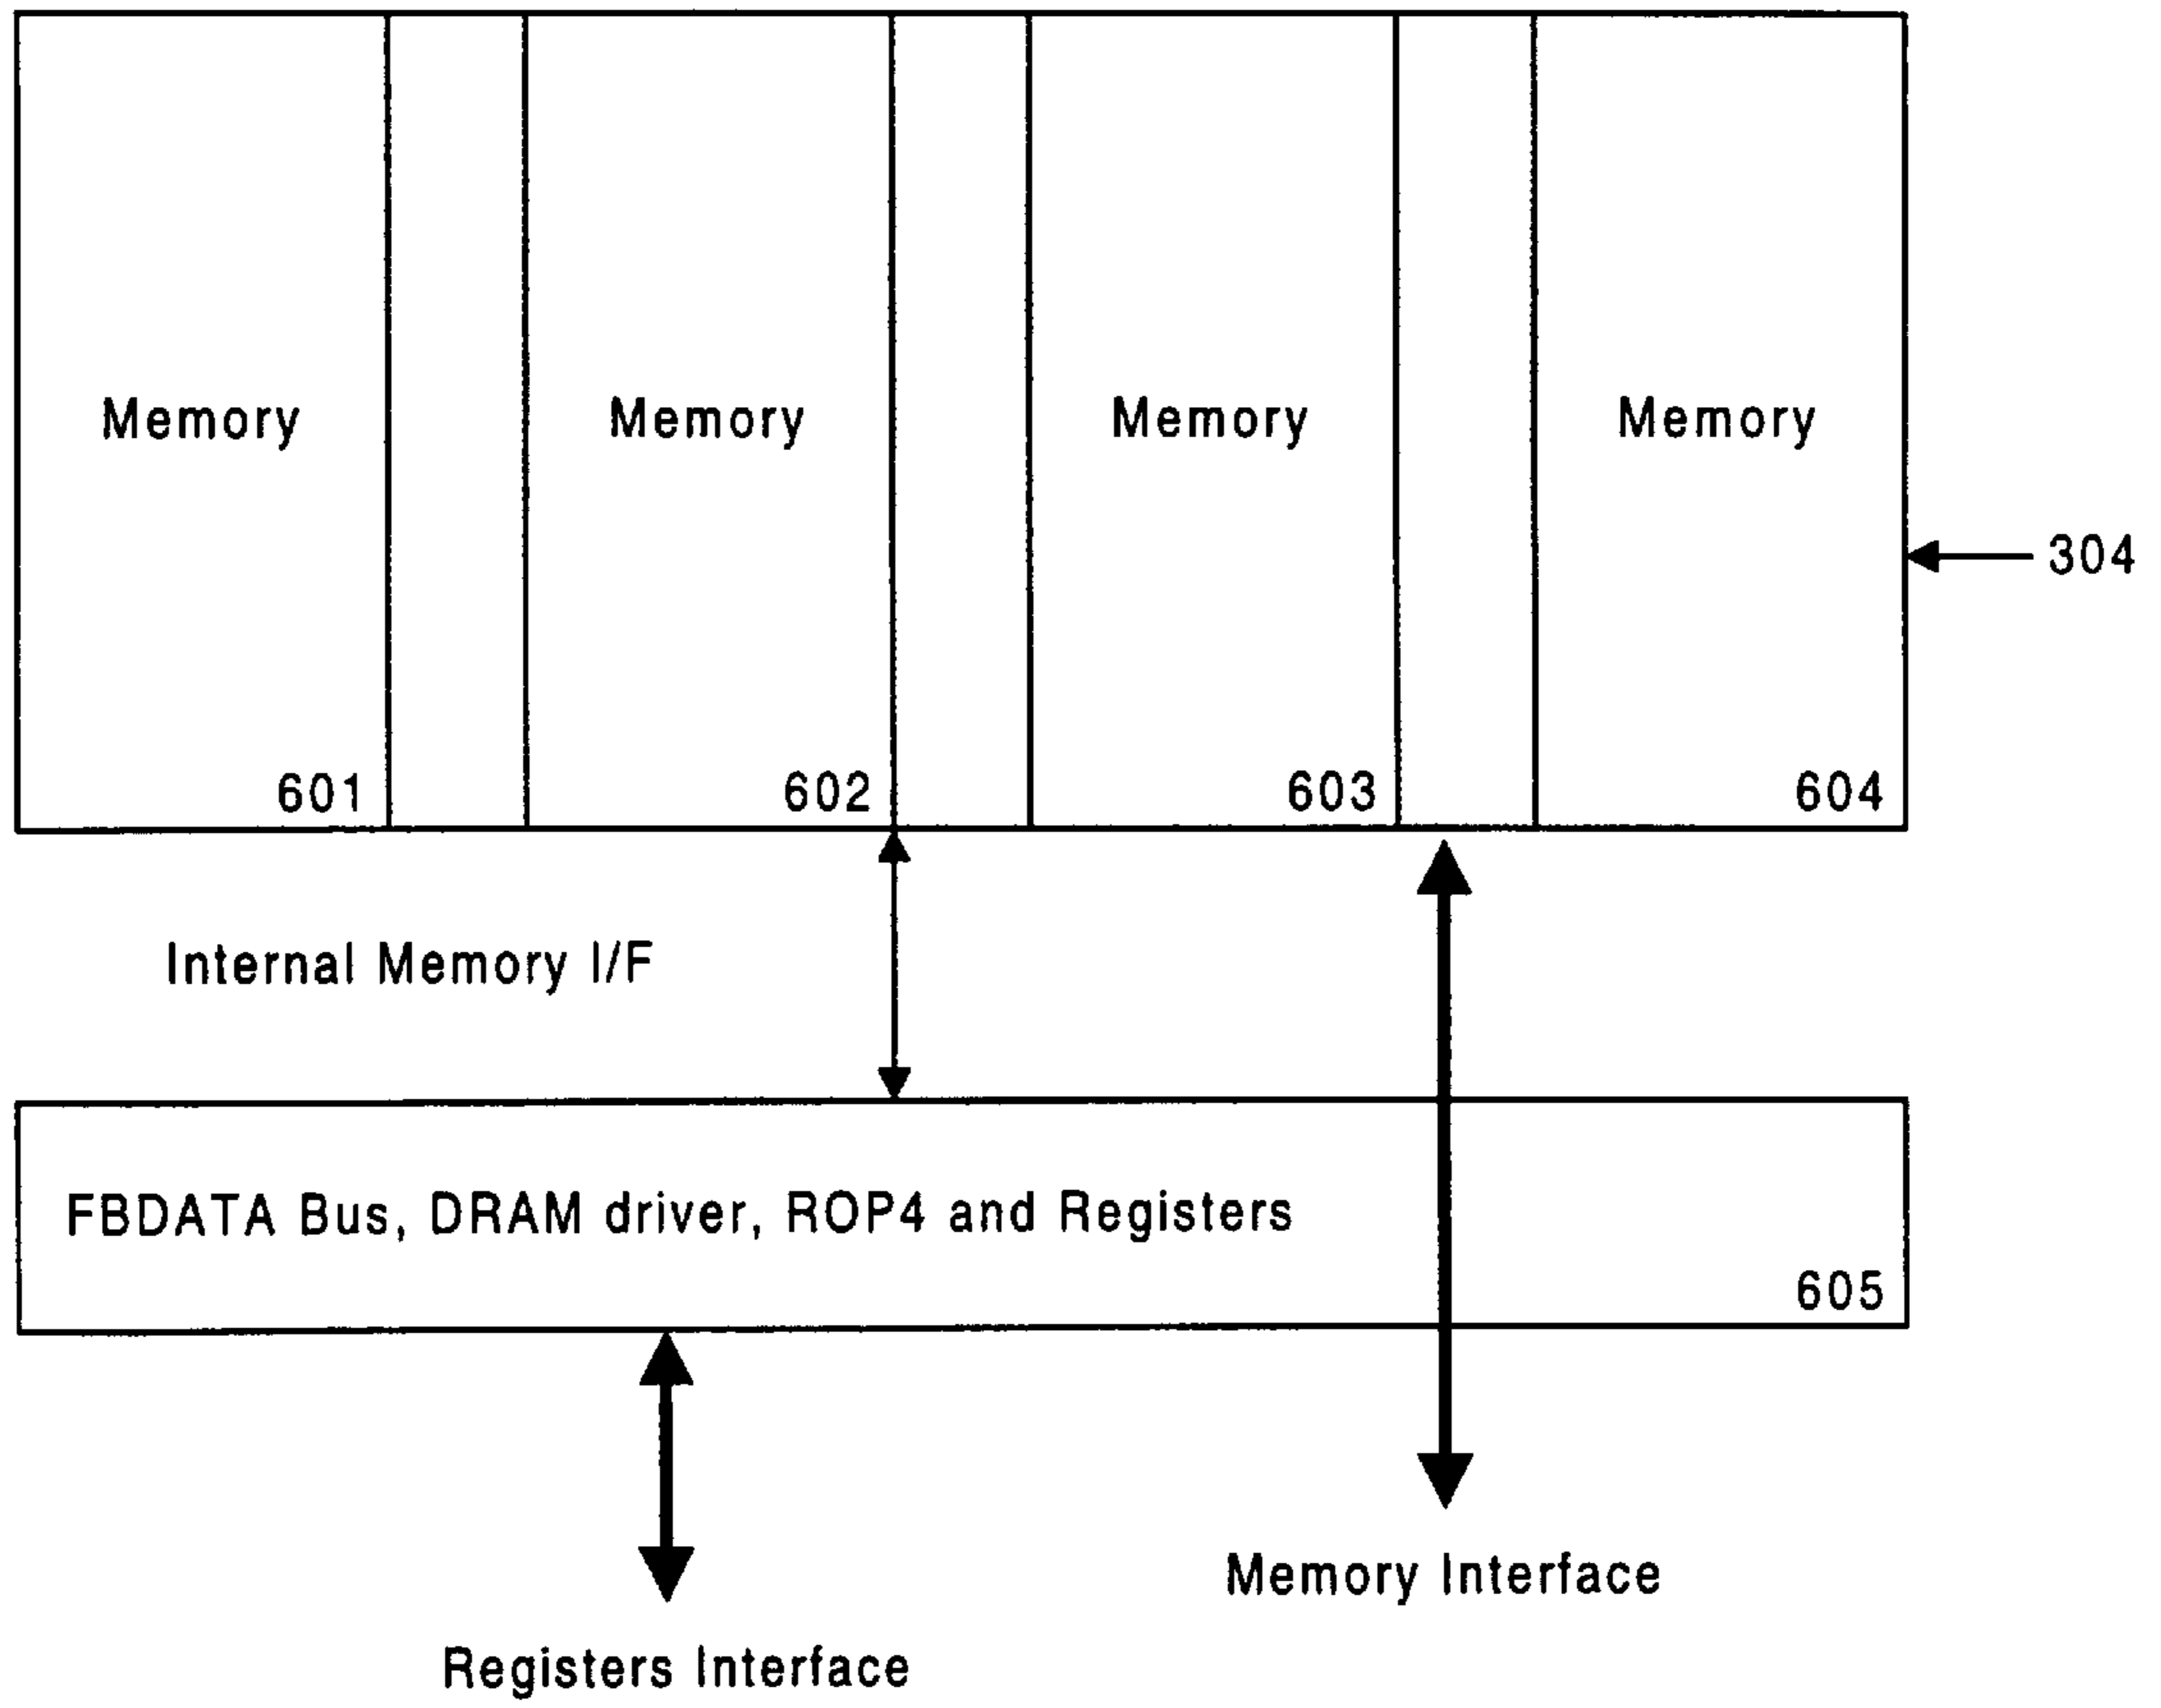 Memory Memory Memory Memory
304
601 602 603 604
Internal Memory I/F
FBDATA Bus, DRAM driver, ROP4 and Registers
605
Memory Interface
Registers Interface